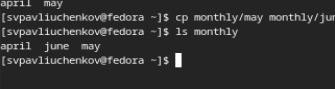 april may
[svpavliuchenkov@fedora ~]$ cp monthly/may monthly/jun
[svpavliuchenkov@fedora ~]$ ls monthly
april june may
[svpavliuchenkov@fedora ~]$